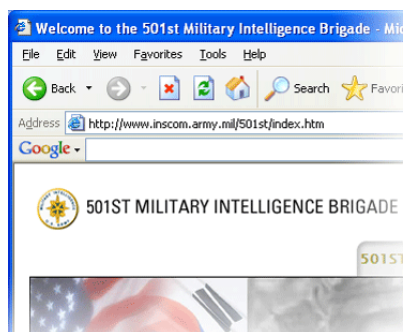 Welcome to the 501st Military Intelligence Brigade - Mic
File Edit View Favorites Tools Help
Back Search Favori
Address http://www.inscom.army.mil/501st/index.htm
Google
501ST MILITARY INTELLIGENCE BRIGADE
501ST